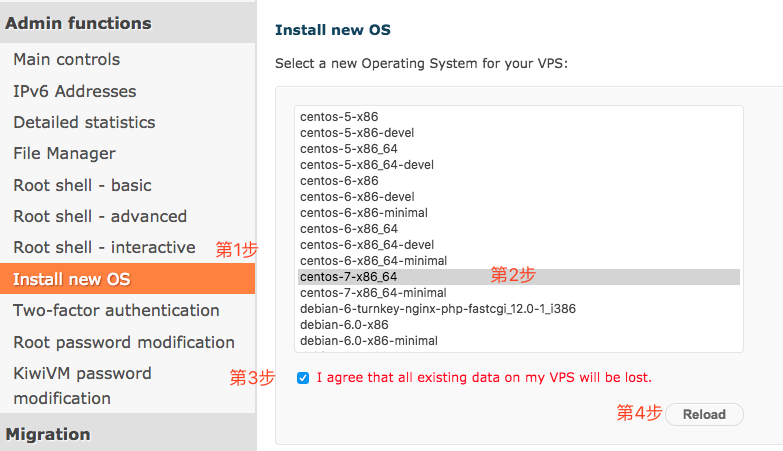 Admin functions
Main controls
IPv6 Addresses
Detailed statistics
File Manager
Root shell - basic
Root shell - advanced
Root shell - interactive
第1步
Install new OS
Two-factor authentication
Root password modification
KiwiVM password
modification
Migration
Install new OS
Select a new Operating System for your VPS:
centos-5-x86
centos-5-x86-devel
centos-5-x86_64
centos-5-x86_64-devel
centos-6-x86
centos-6-x86-devel
centos-6-x86-minimal
centos-6-x86_64
centos-6-x86_64-devel
centos-6-x86_64-minimal
centos-7-x86_64 第2步
centos-7-x86_64-minimal
debian-6-turnkey-nginx-php-fastcgi_12.0-1_i386
debian-6.0-x86
debian-6.0-x86-minimal
第3步 I agree that all existing data on my VPS will be lost.
第4步 Reload